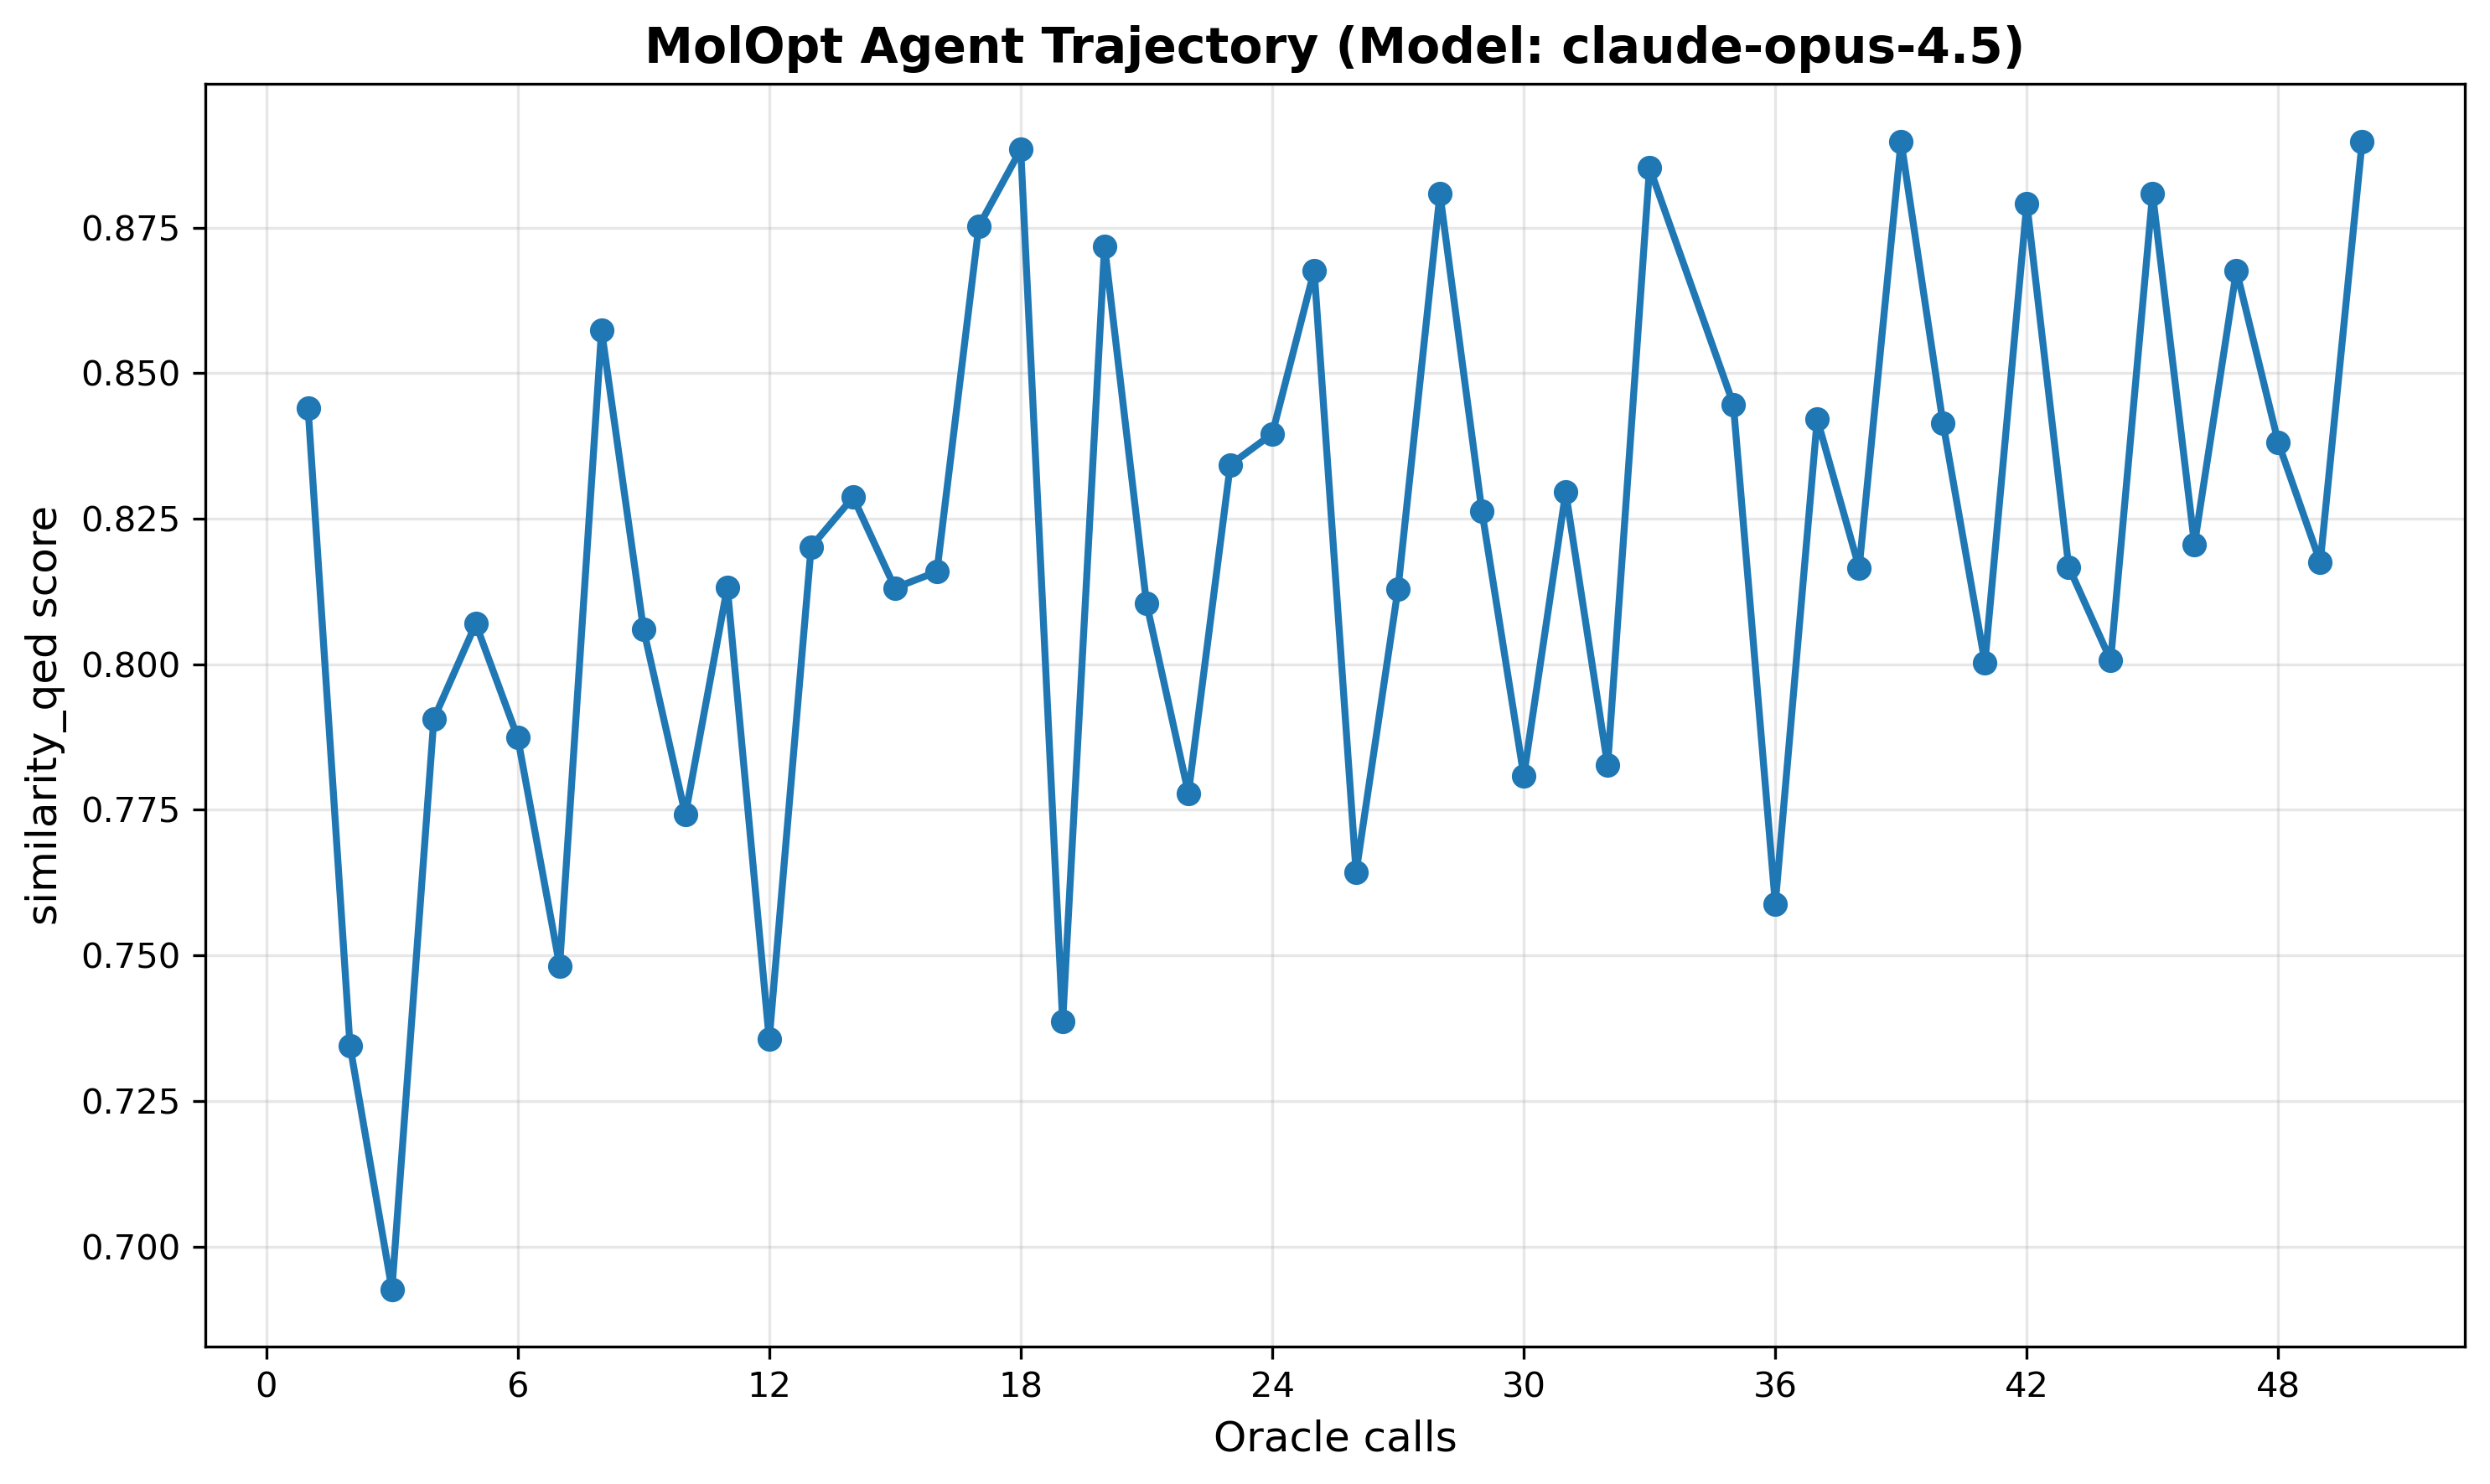 MolOpt Agent Trajectory (Model: claude-opus-4.5)
similarity_qed score
0.875
0.850
0.825
0.800
0.775
0.750
0.725
0.700
0 6 12 18 24 30 36 42 48
Oracle calls